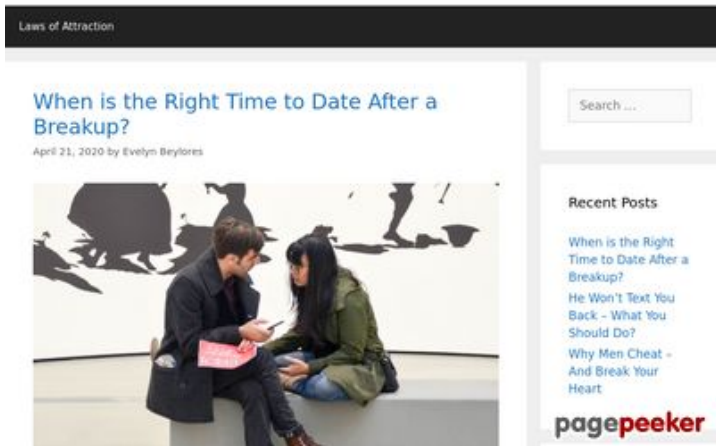 Laws of Attraction
When is the Right Time to Date After a
Breakup?
April 21, 2020 by Evelyn Beylores
Search ...
Recent Posts
When is the Right
Time to Date After a
Breakup?
He Won't Text You
Back – What You
Should Do?
Why Men Cheat –
And Break Your
Heart
pagepeeker